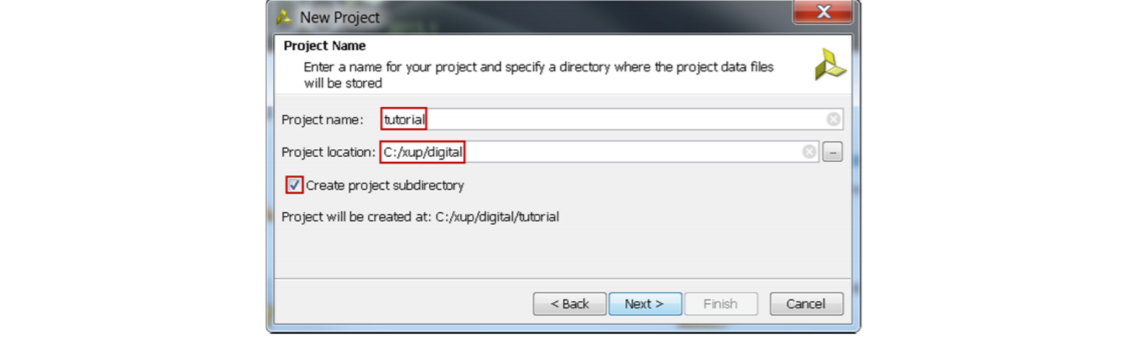 New Project
Project Name
Enter a name for your project and specify a directory where the project data files
will be stored
Project name: tutorial
Project location: C:/xup/digital
Create project subdirectory
Project will be created at: C:/xup/digital/tutorial
< Back Next > Finish Cancel